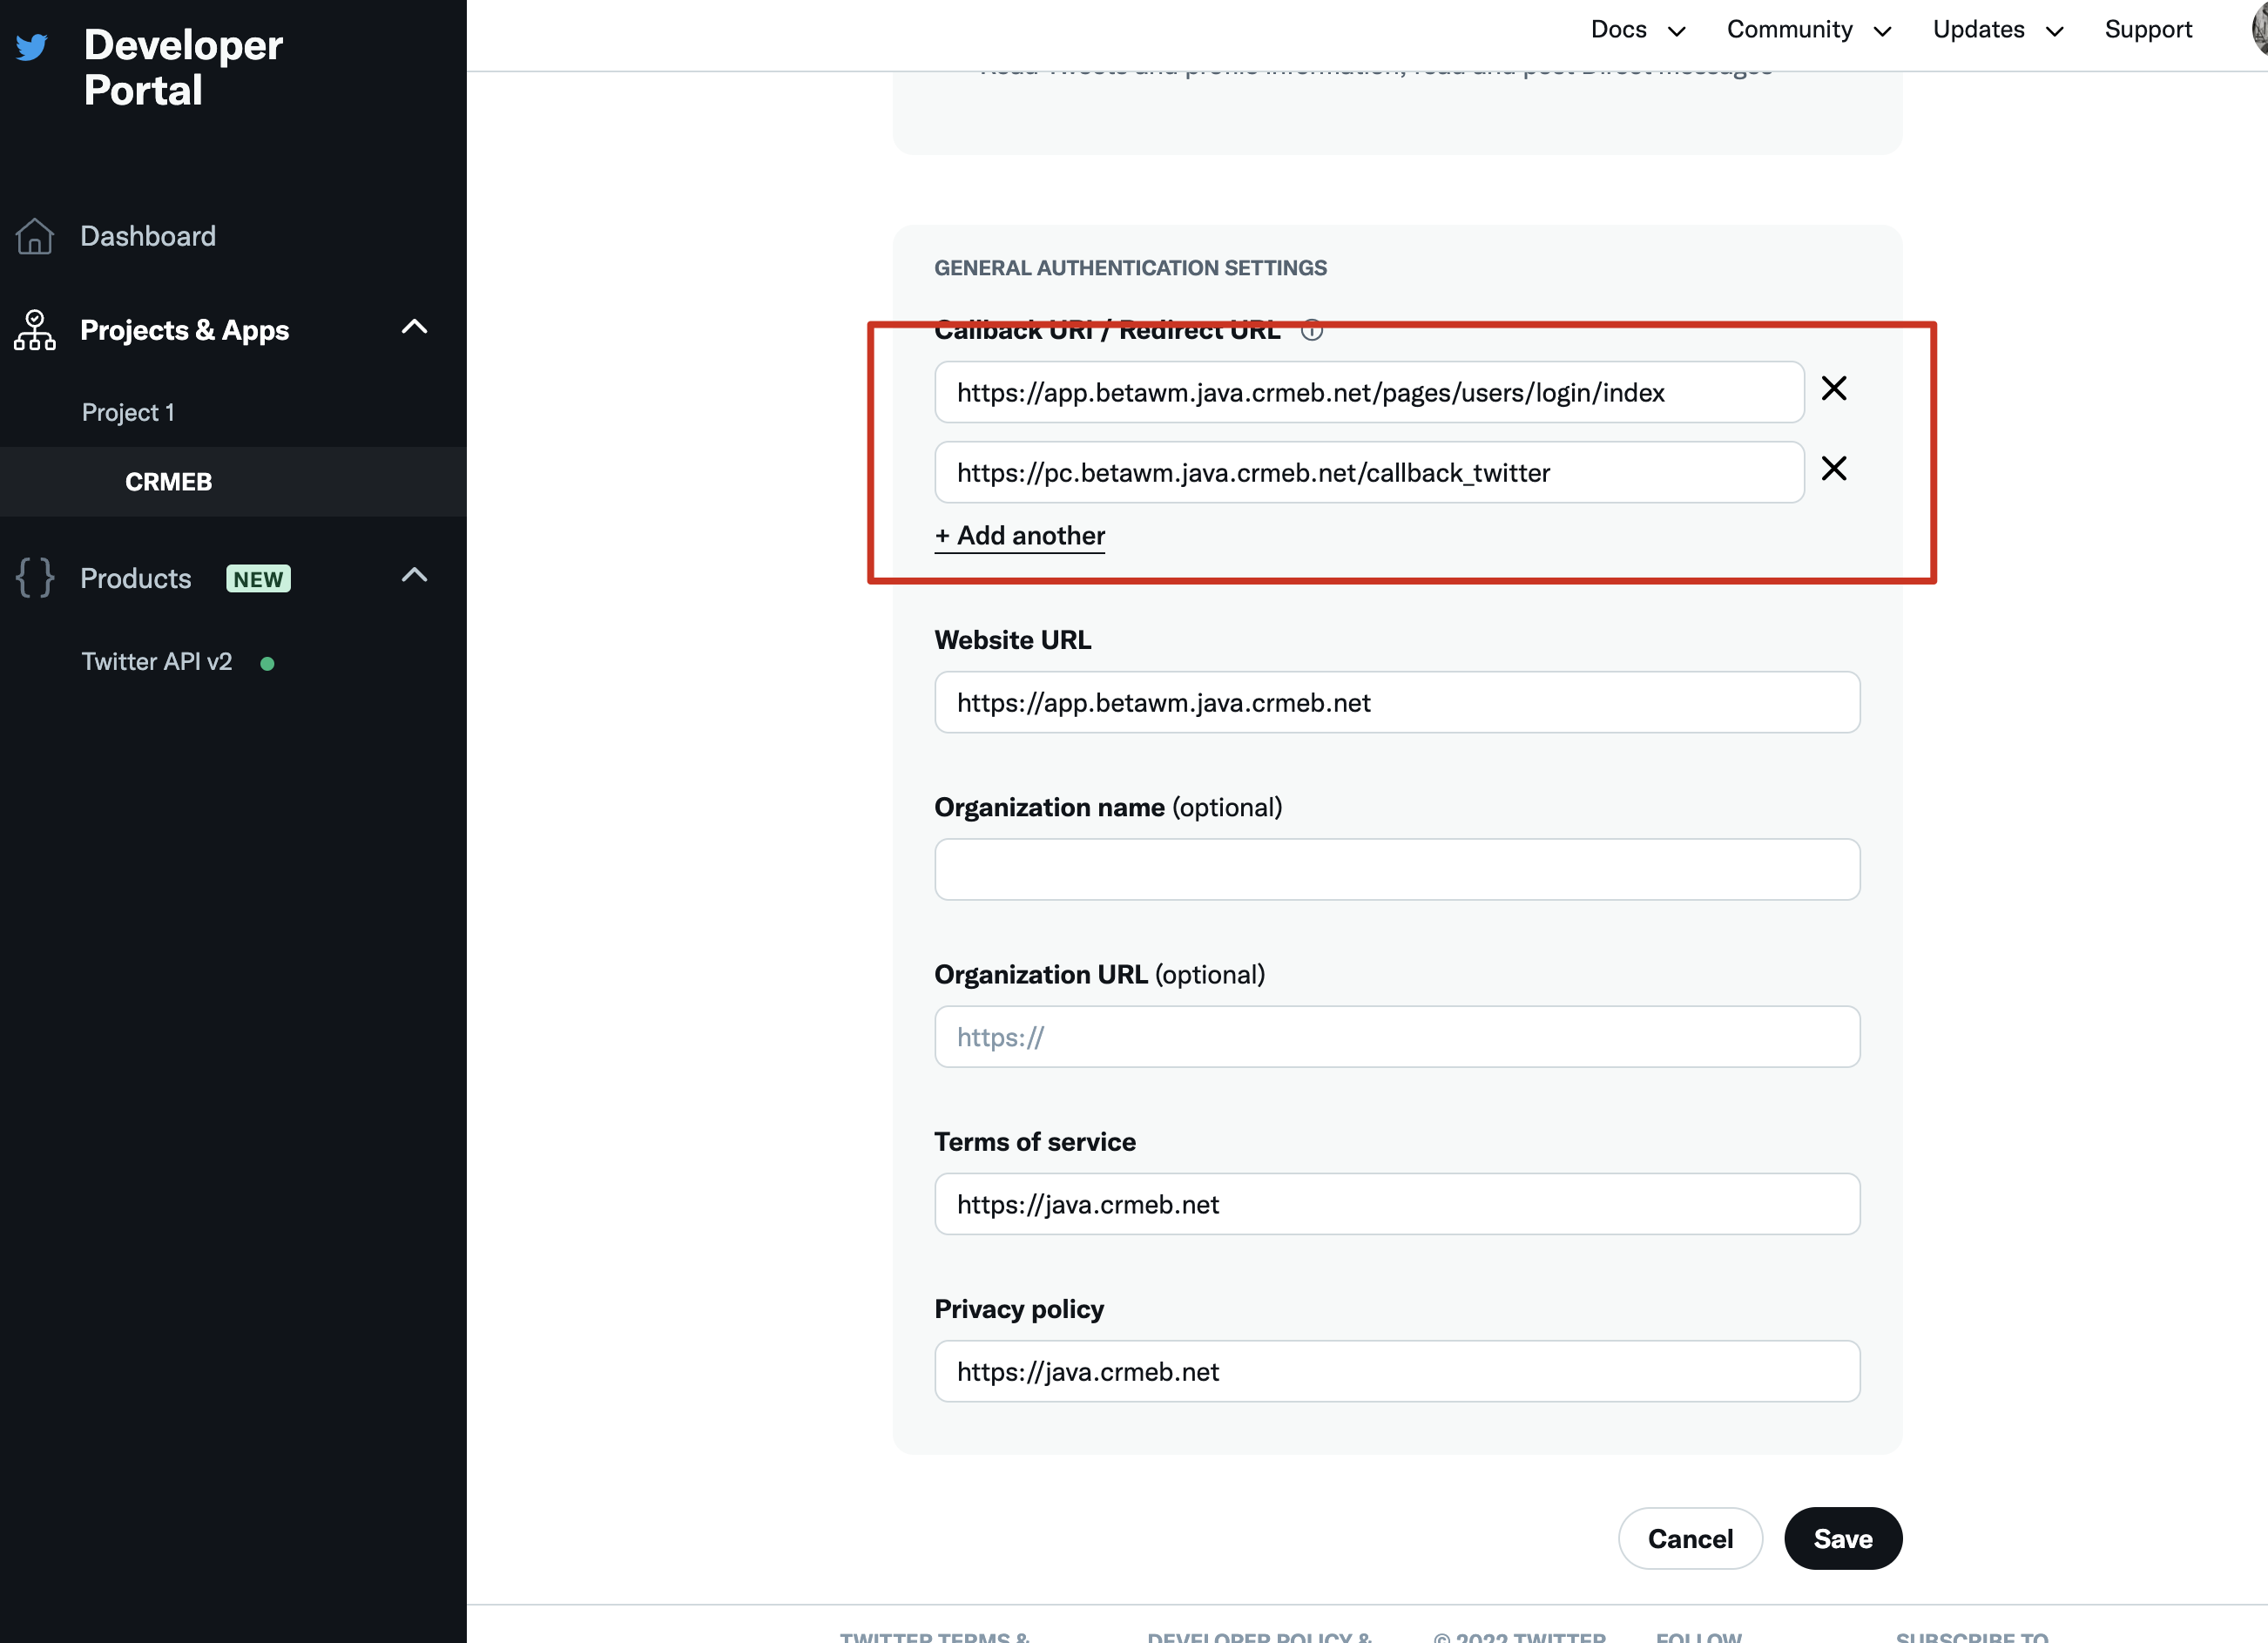 Developer
Portal
Docs
Community
Updates
Support
Dashboard
Projects & Apps
Project 1
CRMEB
Products
NEW
Twitter API v2
Read Tweets and profile information, read and post Direct Messages
GENERAL AUTHENTICATION SETTINGS
Callback URI / Redirect URL
https://app.betawm.java.crmeb.net/pages/users/login/index
https://pc.betawm.java.crmeb.net/callback_twitter
+ Add another
Website URL
https://app.betawm.java.crmeb.net
Organization name (optional)
Organization URL (optional)
https://
Terms of service
https://java.crmeb.net
Privacy policy
https://java.crmeb.net
Cancel
Save
TWITTER TERMS &
DEVELOPER POLICY &
© 2022 TWITTER
FOLLOW
SUBSCRIBE TO